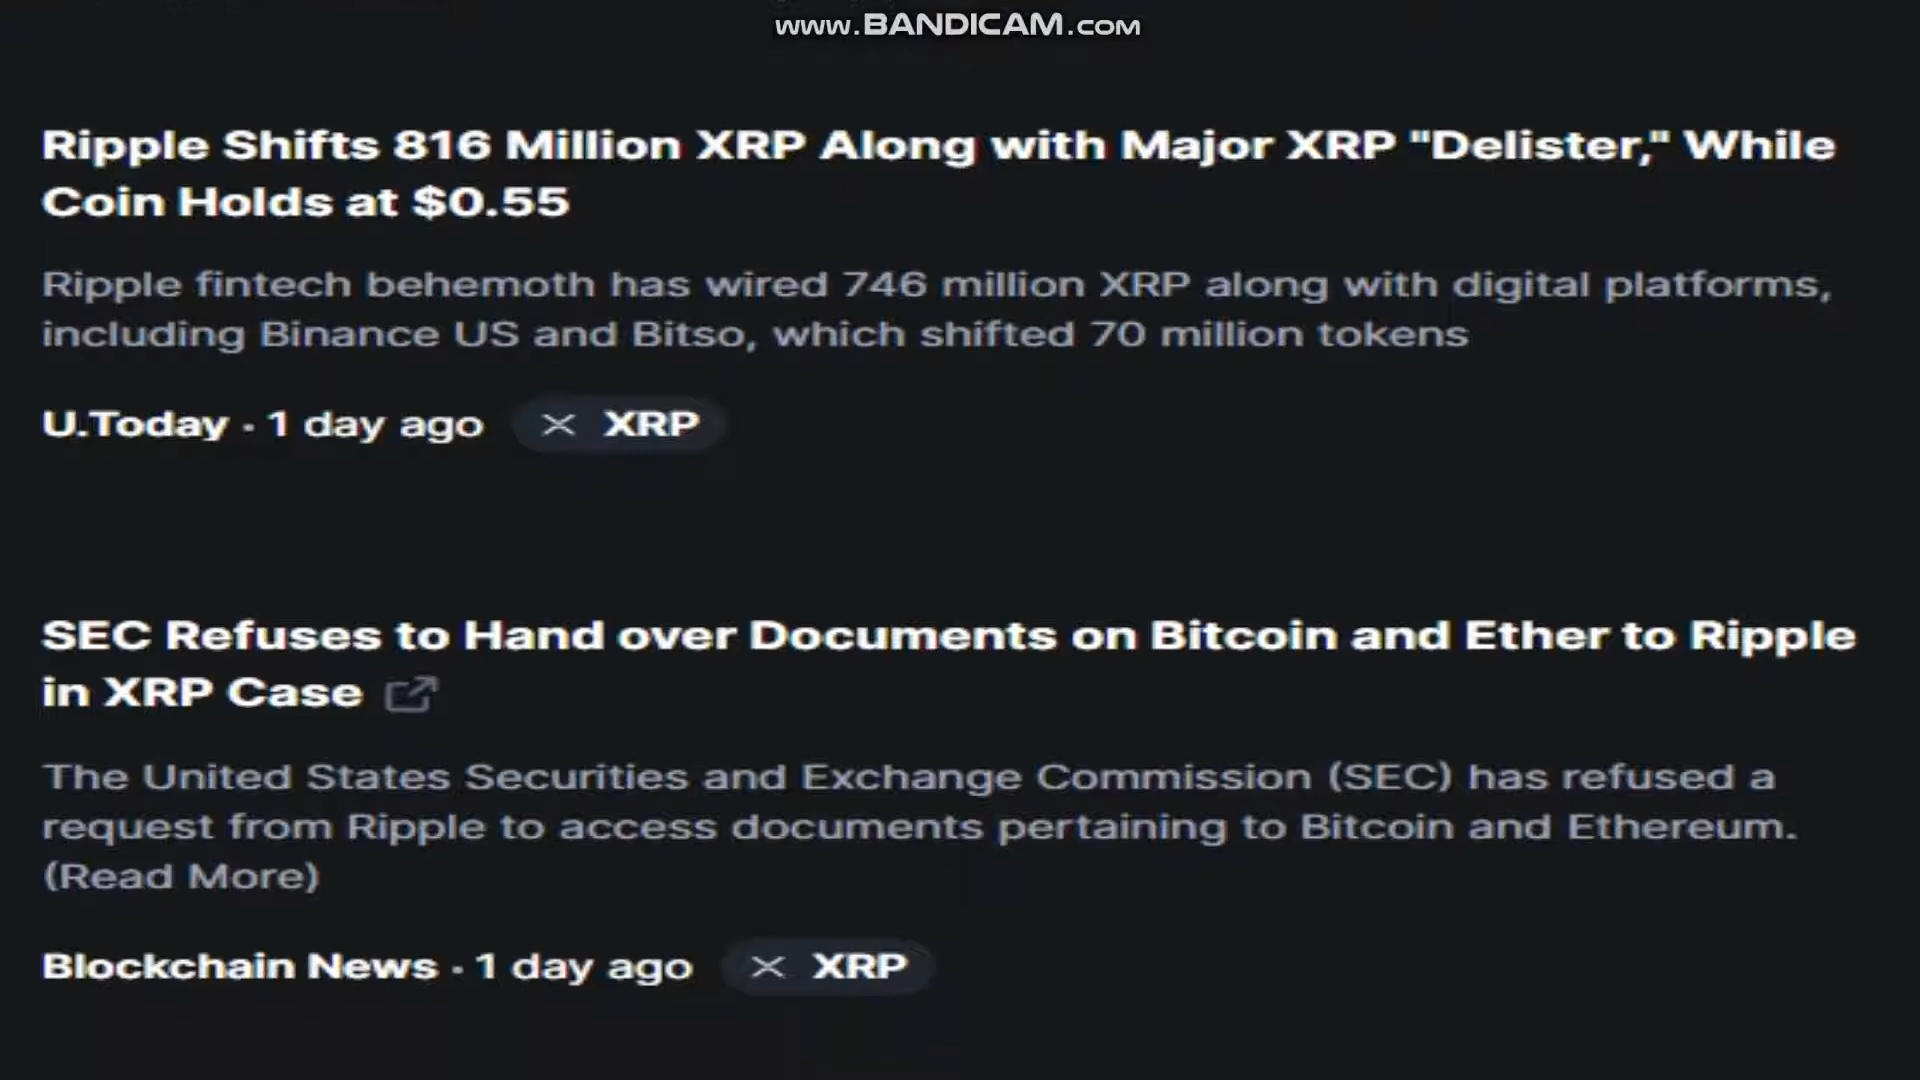 www.BANDICAM.COM
Ripple Shifts 816 Million XRP Along with Major XRP "Delister," While
Coin Holds at $0.55
Ripple fintech behemoth has wired 746 million XRP along with digital platforms,
including Binance US and Bitso, which shifted 70 million tokens
U.Today · 1 day ago XRP
SEC Refuses to Hand over Documents on Bitcoin and Ether to Ripple
in XRP Case
The United States Securities and Exchange Commission (SEC) has refused a
request from Ripple to access documents pertaining to Bitcoin and Ethereum.
(Read More)
Blockchain News · 1 day ago XRP